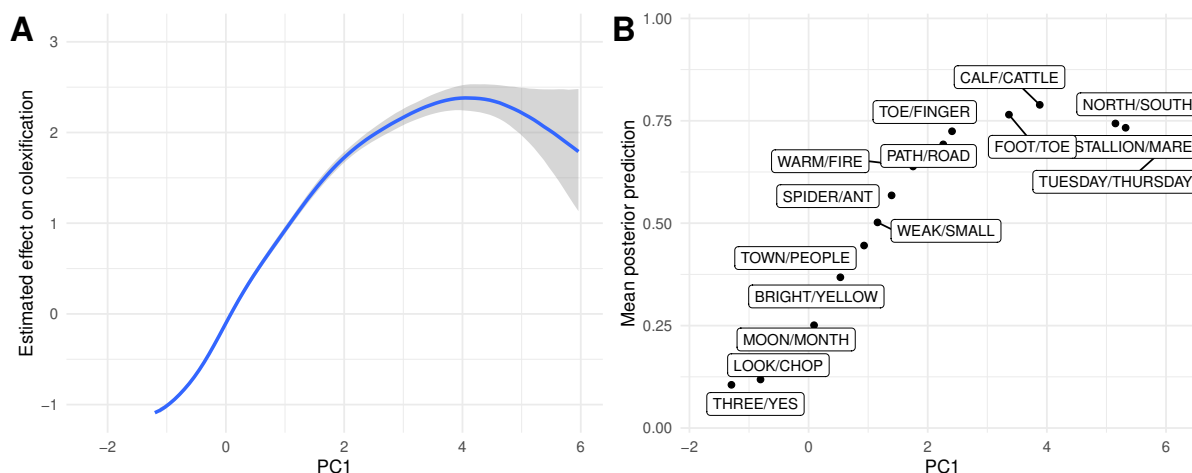 A
Estimated effect on colexification
3
2
1
0
−1
−2
0
2
4
6
PC1
B
Mean posterior prediction
1.00
0.75
0.50
0.25
0.00
CALF/CATTLE
TOE/FINGER
NORTH/SOUTH
FOOT/TOE
STALLION/MARE
WARM/FIRE
PATH/ROAD
TUESDAY/THURSDAY
SPIDER/ANT
WEAK/SMALL
TOWN/PEOPLE
BRIGHT/YELLOW
MOON/MONTH
LOOK/CHOP
THREE/YES
−2
0
2
4
6
PC1